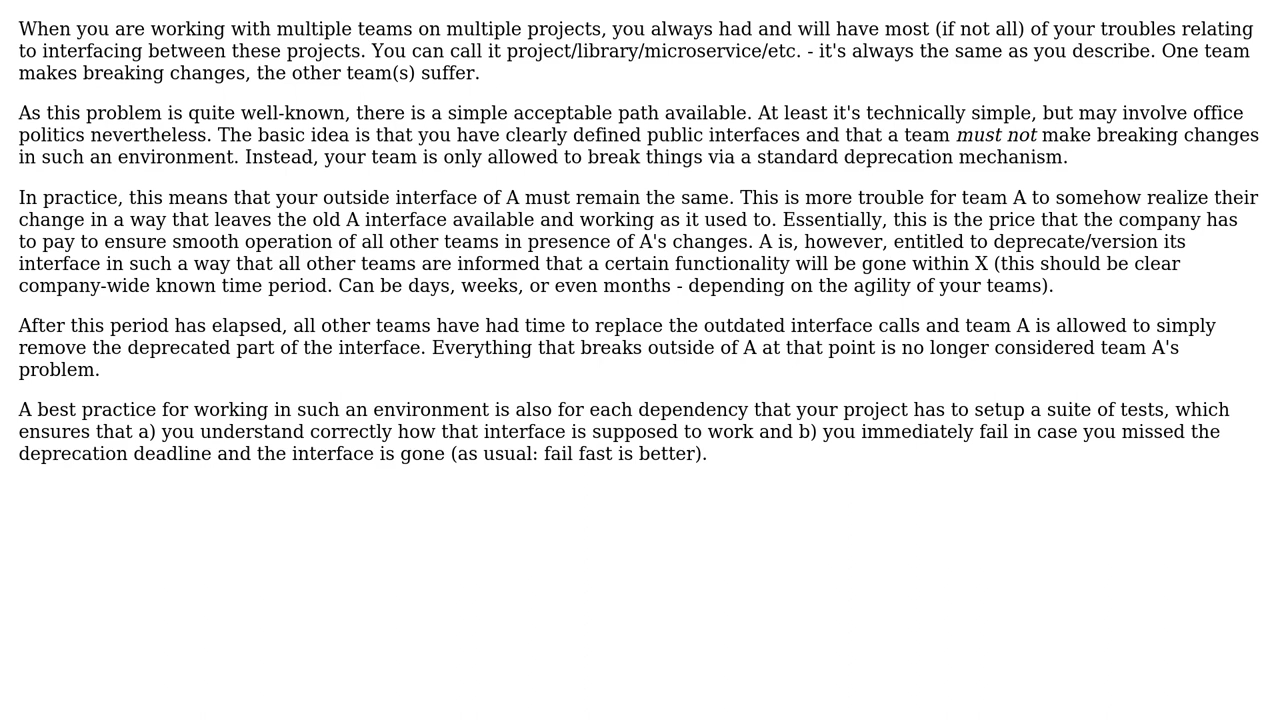 When you are working with multiple teams on multiple projects, you always had and will have most (if not all) of your troubles relating
to interfacing between these projects. You can call it project/library/microservice/etc. - it's always the same as you describe. One team
makes breaking changes, the other team(s) suffer.
As this problem is quite well-known, there is a simple acceptable path available. At least it's technically simple, but may involve office
politics nevertheless. The basic idea is that you have clearly defined public interfaces and that a team must not make breaking changes
in such an environment. Instead, your team is only allowed to break things via a standard deprecation mechanism.
In practice, this means that your outside interface of A must remain the same. This is more trouble for team A to somehow realize their
change in a way that leaves the old A interface available and working as it used to. Essentially, this is the price that the company has
to pay to ensure smooth operation of all other teams in presence of A's changes. A is, however, entitled to deprecate/version its
interface in such a way that all other teams are informed that a certain functionality will be gone within X (this should be clear
company-wide known time period. Can be days, weeks, or even months - depending on the agility of your teams).
After this period has elapsed, all other teams have had time to replace the outdated interface calls and team A is allowed to simply
remove the deprecated part of the interface. Everything that breaks outside of A at that point is no longer considered team A's
problem.
A best practice for working in such an environment is also for each dependency that your project has to setup a suite of tests, which
ensures that a) you understand correctly how that interface is supposed to work and b) you immediately fail in case you missed the
deprecation deadline and the interface is gone (as usual: fail fast is better).